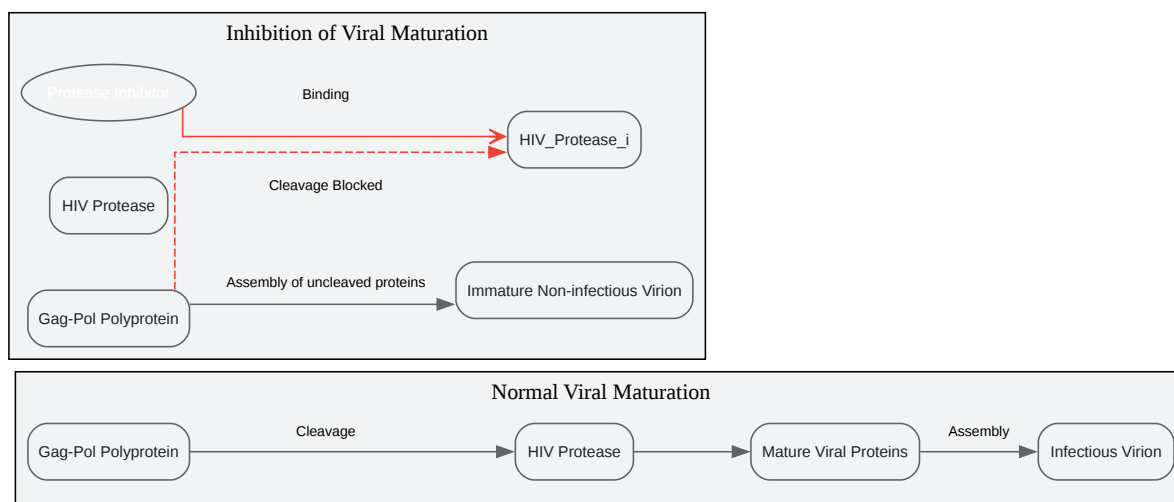 Inhibition of Viral Maturation
Protease Inhibitor
Binding
HIV_Protease_i
Cleavage Blocked
HIV Protease
Assembly of uncleaved proteins
Immature Non-infectious Virion
Gag-Pol Polyprotein
Normal Viral Maturation
Gag-Pol Polyprotein
Cleavage
HIV Protease
Mature Viral Proteins
Assembly
Infectious Virion